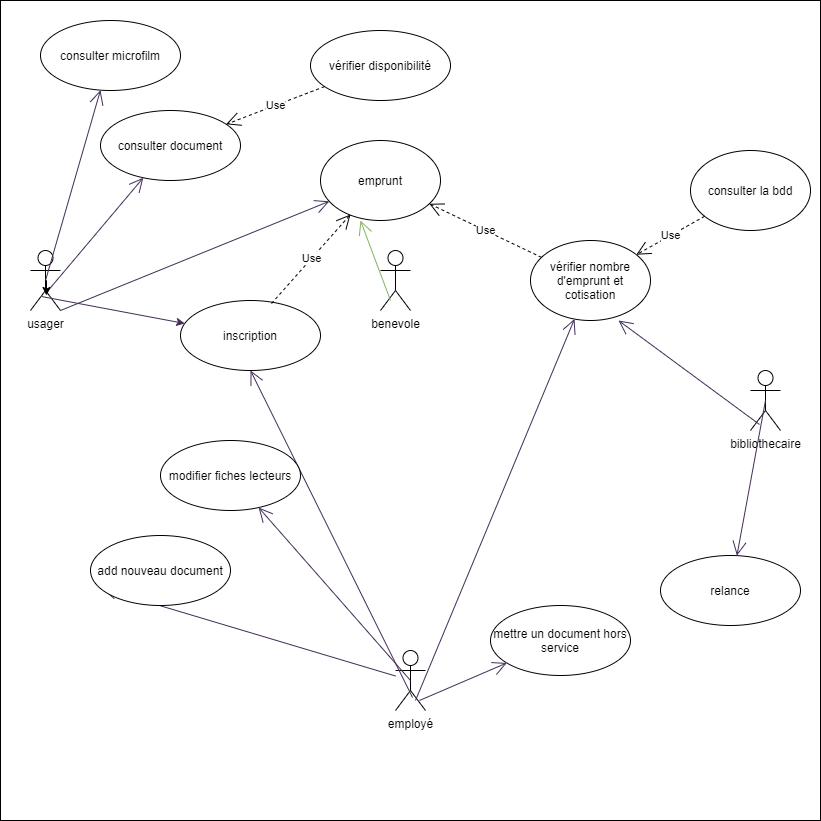 consulter microfilm
vérifier disponibilité
Use
consulter document
emprunt
consulter la bdd
Use
Use
Use
vérifier nombre
d'emprunt et
cotisation
usager
benevole
inscription
bibliothecaire
modifier fiches lecteurs
add nouveau document
relance
mettre un document hors
service
employé